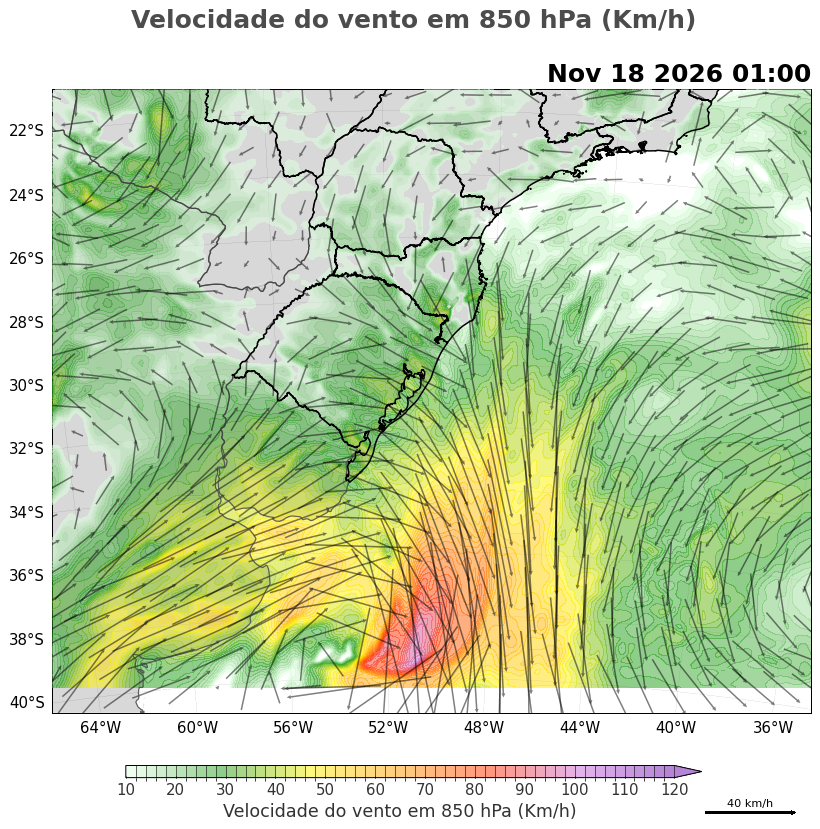 Velocidade do vento em 850 hPa (Km/h)
Nov 18 2026 01:00
22°S
24°S
26°S
28°S
30°S
32°S
34°S
36°S
38°S
40°S
64°W 60°W 56°W 52°W 48°W 44°W 40°W 36°W
10 20 30 40 50 60 70 80 90 100 110 120
Velocidade do vento em 850 hPa (Km/h)
40 km/h